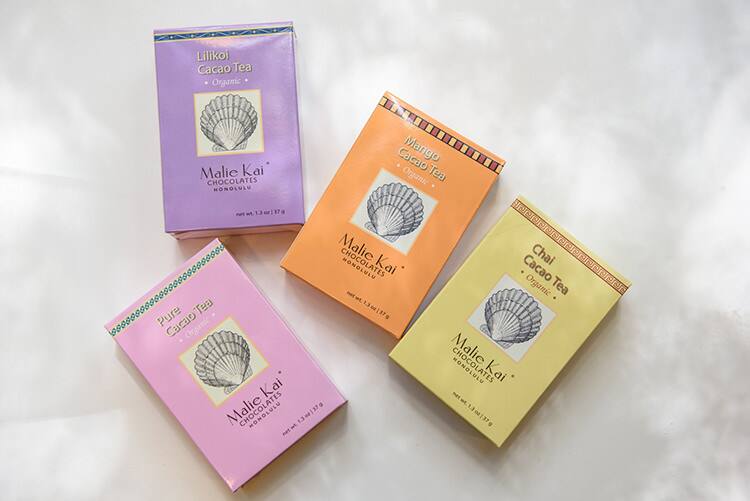 Lilikoi
Cacao Tea
• Organic •
Malie Kai®
CHOCOLATES
HONOLULU
net wt. 1.3 oz | 37 g
Mango
Cacao Tea
• Organic •
Malie Kai®
CHOCOLATES
HONOLULU
net wt. 1.3 oz | 37 g
Chai
Cacao Tea
• Organic •
Malie Kai®
CHOCOLATES
HONOLULU
net wt. 1.3 oz | 37 g
Pure
Cacao Tea
• Organic •
Malie Kai®
CHOCOLATES
HONOLULU
net wt. 1.3 oz | 37 g